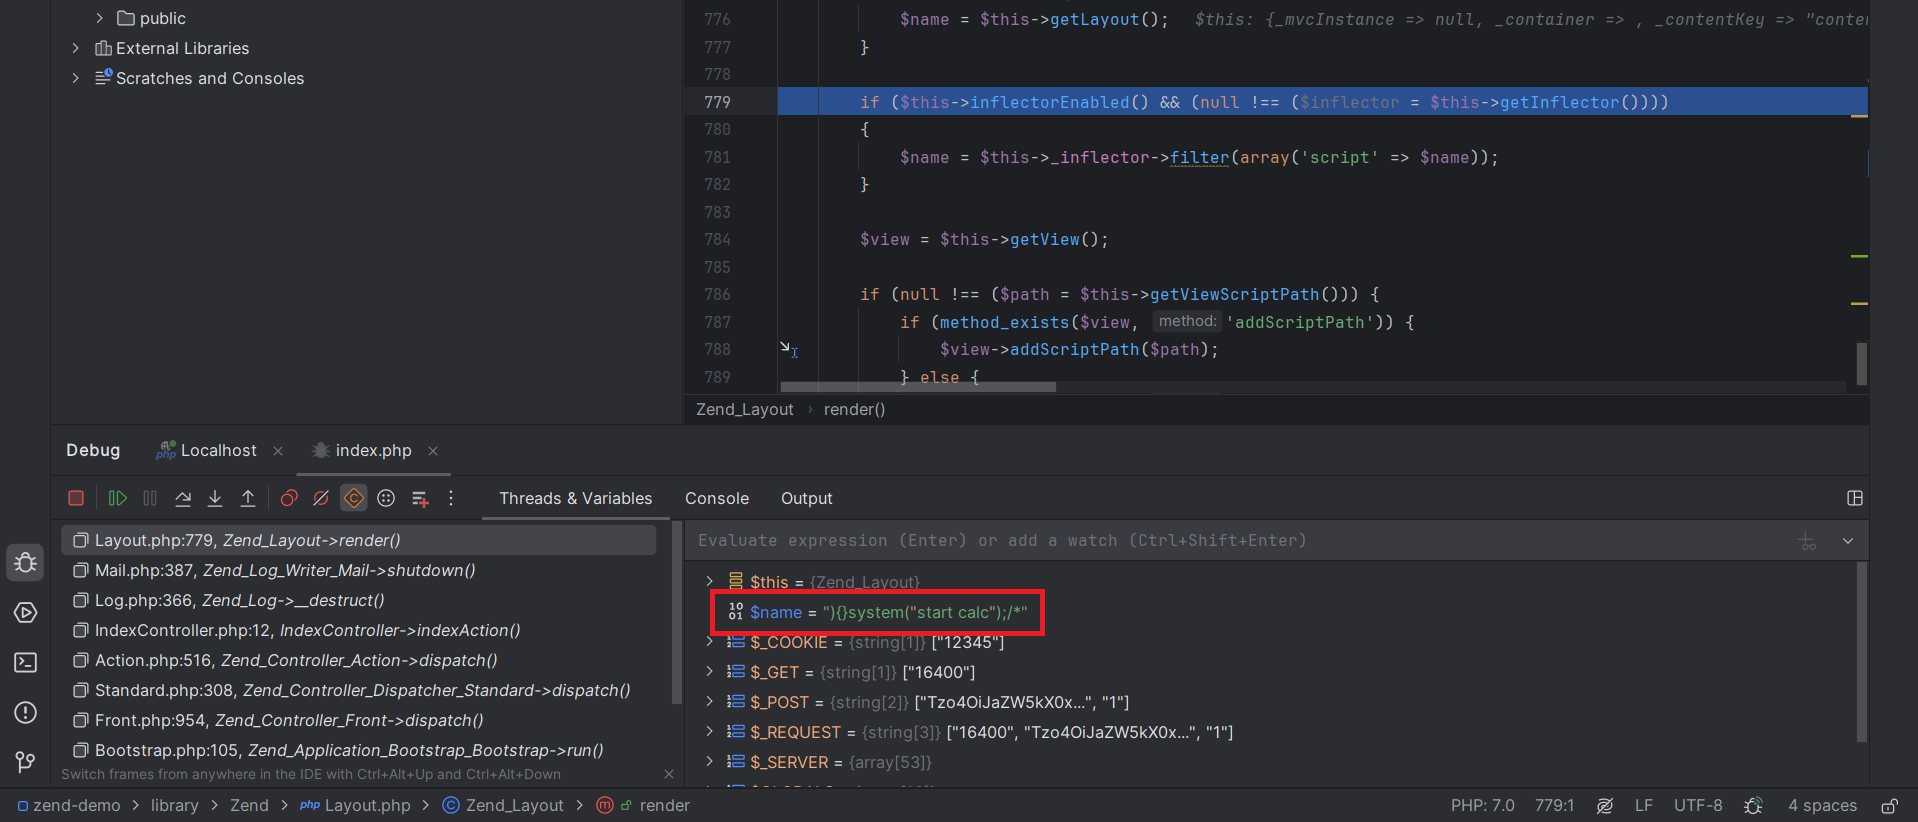 public
External Libraries
Scratches and Consoles
776 $name = $this->getLayout(); $this: {_mvcInstance => null, _container => , _contentKey => "conte
777 }
778
779 if ($this->inflectorEnabled() && (null !== ($inflector = $this->getInflector())))
780 {
781 $name = $this->_inflector->filter(array('script' => $name));
782 }
783
784 $view = $this->getView();
785
786 if (null !== ($path = $this->getViewScriptPath())) {
787 if (method_exists($view, method: 'addScriptPath')) {
788 $view->addScriptPath($path);
789 } else {
Zend_Layout › render()
Debug Localhost index.php
Threads & Variables Console Output
Layout.php:779, Zend_Layout->render()
Mail.php:387, Zend_Log_Writer_Mail->shutdown()
Log.php:366, Zend_Log->__destruct()
IndexController.php:12, IndexController->indexAction()
Action.php:516, Zend_Controller_Action->dispatch()
Standard.php:308, Zend_Controller_Dispatcher_Standard->dispatch()
Front.php:954, Zend_Controller_Front->dispatch()
Bootstrap.php:105, Zend_Application_Bootstrap_Bootstrap->run()
Switch frames from anywhere in the IDE with Ctrl+Alt+Up and Ctrl+Alt+Down
Evaluate expression (Enter) or add a watch (Ctrl+Shift+Enter)
$this = {Zend_Layout}
$name = "){}system("start calc");/*"
$_COOKIE = {string[1]} ["12345"]
$_GET = {string[1]} ["16400"]
$_POST = {string[2]} ["Tzo4OiJaZW5kX0x...", "1"]
$_REQUEST = {string[3]} ["16400", "Tzo4OiJaZW5kX0x...", "1"]
$_SERVER = {array[53]}
zend-demo › library › Zend › php Layout.php › Zend_Layout › render
PHP: 7.0 779:1 LF UTF-8 4 spaces